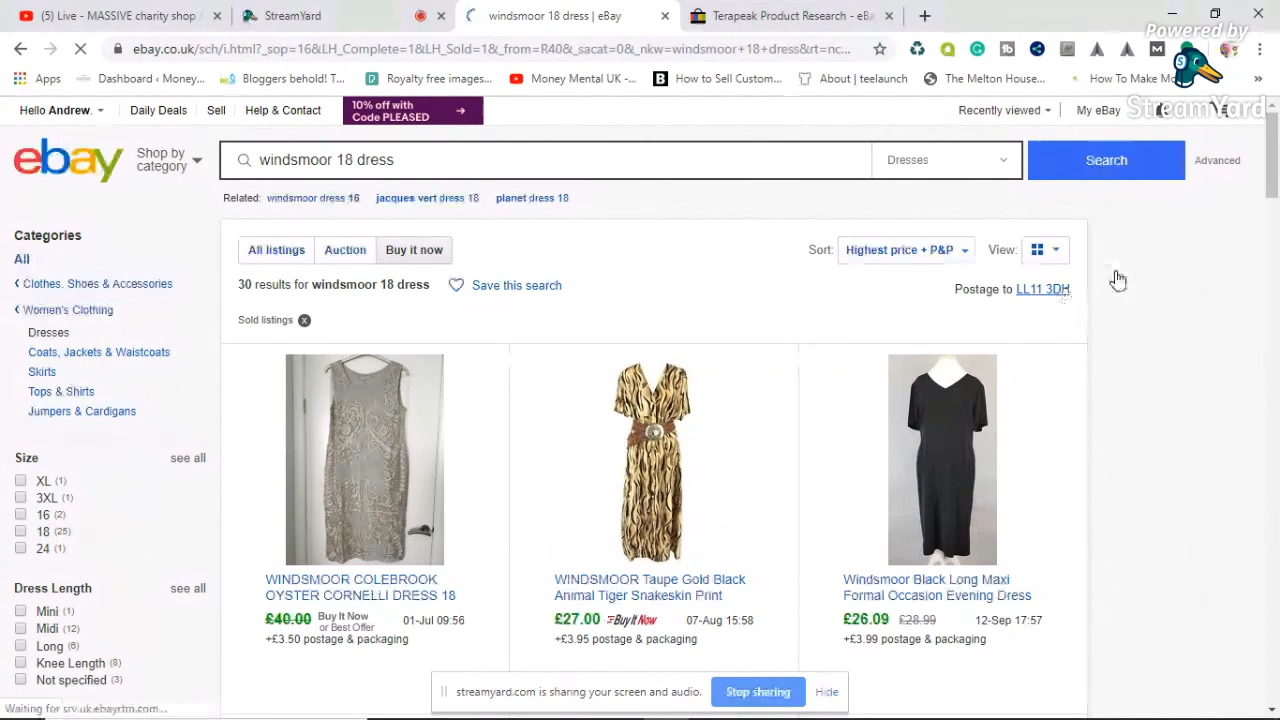 (5) Live - MASSIVE charity shop /
StreamYard
windsmoor 18 dress | eBay
Terapeak Product Research - eBa
Powered by
StreamYard
ebay.co.uk/sch/i.html?_sop=16&LH_Complete=1&LH_Sold=1&_from=R40&_sacat=0&_nkw=windsmoor+18+dress&rt=nc...
Apps
Dashboard ‹ Money...
Bloggers behold! T...
Royalty free images...
Money Mental UK -...
How to Sell Custom...
About | teelaunch
The Melton House...
How To Make Mo
Hello Andrew.
Daily Deals
Sell
Help & Contact
10% off with
Code PLEASED
Recently viewed
My eBay
ebay
Shop by
category
windsmoor 18 dress
Dresses
Search
Advanced
Related: windsmoor dress 16 jacques vert dress 18 planet dress 18
Categories
All
Clothes, Shoes & Accessories
Women's Clothing
Dresses
Coats, Jackets & Waistcoats
Skirts
Tops & Shirts
Jumpers & Cardigans
Size see all
XL (1)
3XL (1)
16 (2)
18 (25)
24 (1)
Dress Length see all
Mini (1)
Midi (12)
Long (6)
Knee Length (8)
Not specified (3)
All listings
Auction
Buy it now
Sort: Highest price + P&P
View:
30 results for windsmoor 18 dress
Save this search
Postage to LL11 3DH
Sold listings
WINDSMOOR COLEBROOK
OYSTER CORNELLI DRESS 18
£40.00 Buy It Now 01-Jul 09:56
or Best Offer
+£3.50 postage & packaging
WINDSMOOR Taupe Gold Black
Animal Tiger Snakeskin Print
£27.00 Buy It Now 07-Aug 15:58
+£3.95 postage & packaging
Windsmoor Black Long Maxi
Formal Occasion Evening Dress
£26.09 £28.99 12-Sep 17:57
+£3.99 postage & packaging
streamyard.com is sharing your screen and audio.
Stop sharing
Hide